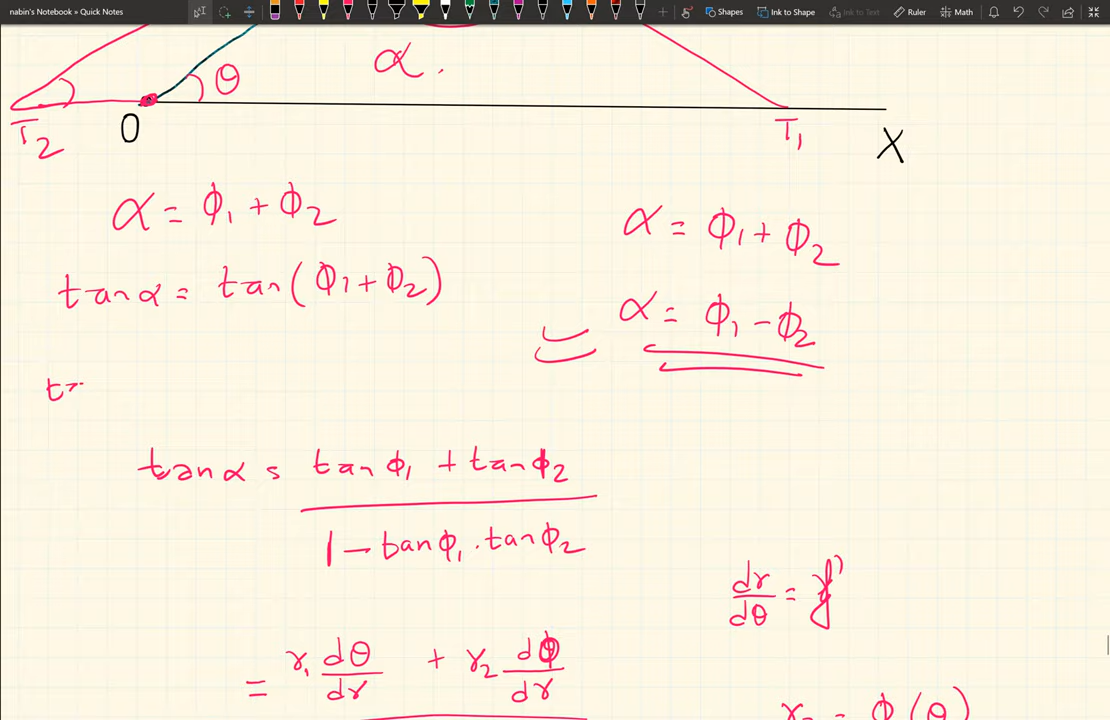 nabin's Notebook » Quick Notes
Shapes Ink to Shape Ink to Text Ruler Math
α .
θ
T₂ O T₁ X
α = ϕ₁ + ϕ₂
tan α = tan(ϕ₁ + ϕ₂)
α = ϕ₁ + ϕ₂
α = ϕ₁ - ϕ₂
tan α = tan ϕ₁ + tan ϕ₂
1 - tan ϕ₁ . tan ϕ₂
dr/dθ =
= r₁ dθ/dr + r₂ dϕ/dr
r₂ = ϕ(θ)